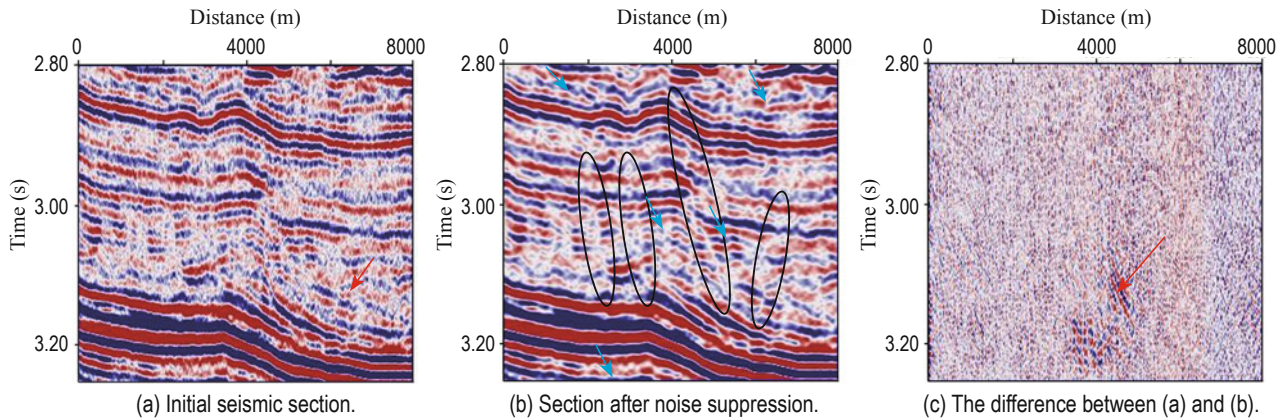 Distance (m) Distance (m) Distance (m)
0 4000 8000 0 4000 8000 0 4000 8000
2.80 2.80 2.80
Time (s) Time (s) Time (s)
3.00 3.00 3.00
3.20 3.20 3.20
(a) Initial seismic section. (b) Section after noise suppression. (c) The difference between (a) and (b).